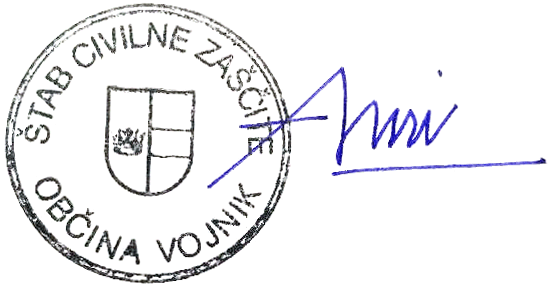 ŠTAB CIVILNE ZAŠČITE
OBČINA VOJNIK